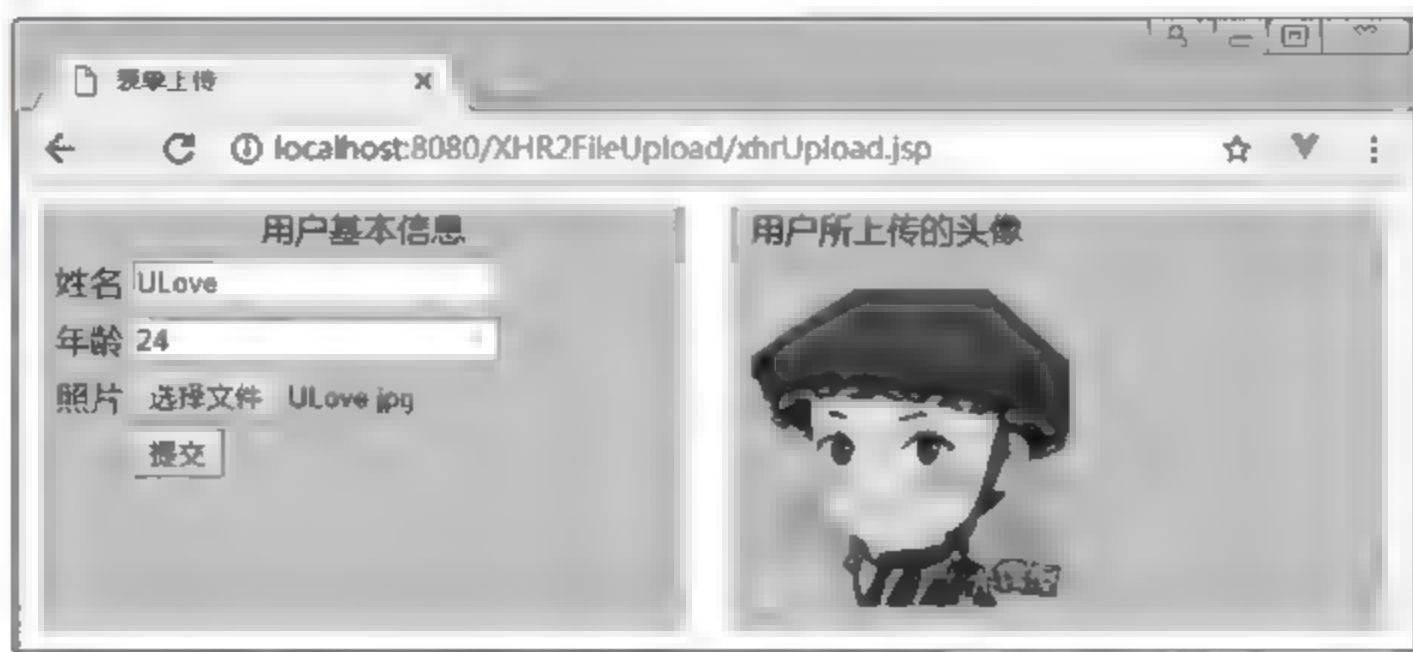 表单上传
localhost:8080/XHR2FileUpload/xhrUpload.jsp
用户基本信息
姓名 ULove
年龄 24
照片 选择文件 ULove.jpg
提交
用户所上传的头像